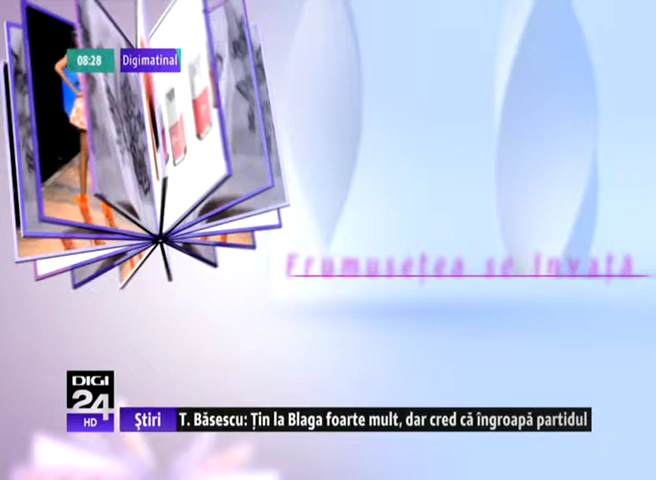 08:28 Digimatinal
Frumusețea se învață
DIGI
24
HD
Știri T. Băsescu: Țin la Blaga foarte mult, dar cred că îngroapă partidul